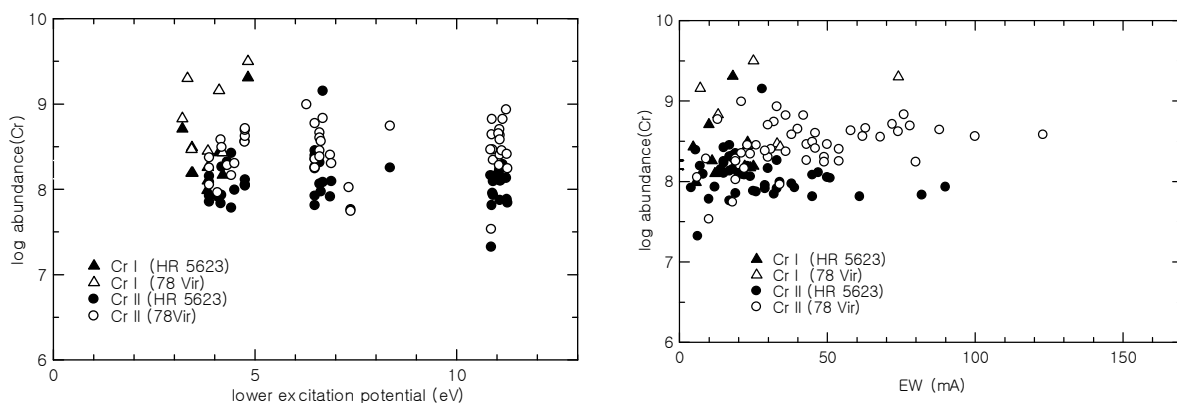 10
9
8
7
6
log abundance(Cr)
Cr I (HR 5623)
Cr I (78 Vir)
Cr II (HR 5623)
Cr II (78Vir)
0
5
10
lower excitation potential (eV)
10
9
8
7
6
log abundance(Cr)
Cr I (HR 5623)
Cr I (78 Vir)
Cr II (HR 5623)
Cr II (78 Vir)
0
50
100
150
EW (mA)